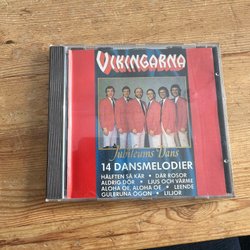 VIKINGARNA
Jubileums Dans
14 DANSMELODIER
HÄLFTEN SÅ KÄR • DÄR ROSOR
ALDRIG DÖR • LJUS OCH VÄRME
ALOHA OE, ALOHA OE • LEENDE
GULBRUNA ÖGON • LILJOR